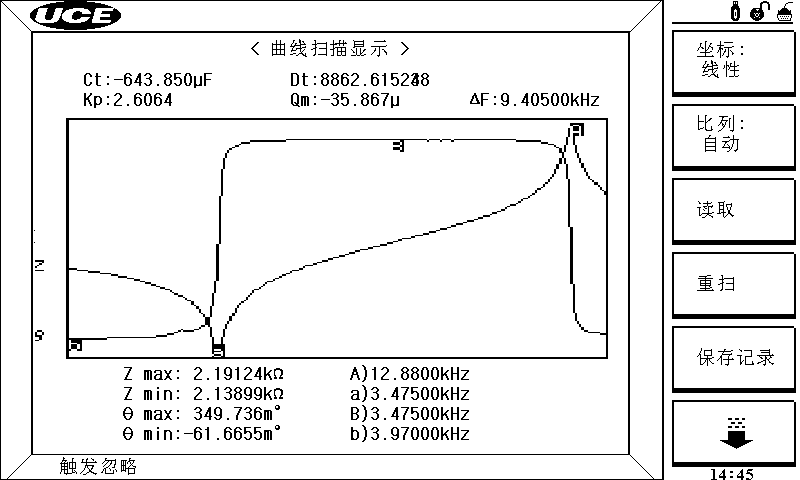 UCE
< 曲线扫描显示 >
Ct:-643.850μF Dt:8862.615248
Kp:2.6064 Qm:-35.867μ ΔF:9.40500kHz
Z
θ
Z max: 2.19124kΩ A)12.8800kHz
Z min: 2.13899kΩ a)3.47500kHz
θ max: 349.736m° B)3.47500kHz
θ min:-61.6655m° b)3.97000kHz
触发忽略
坐标:
线性
比列:
自动
读取
重扫
保存记录
14:45